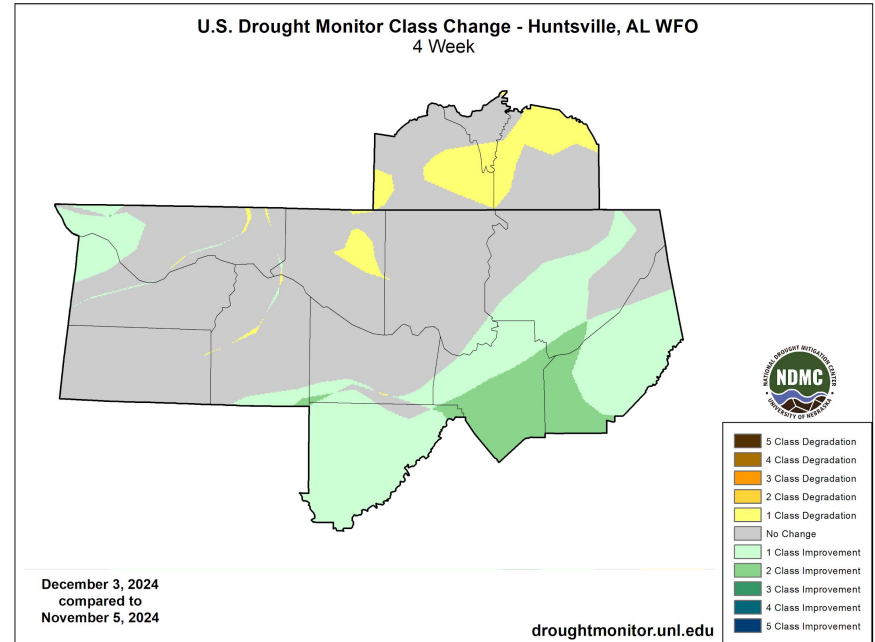 U.S. Drought Monitor Class Change - Huntsville, AL WFO
4 Week
NATIONAL DROUGHT MITIGATION CENTER
NDMC
UNIVERSITY OF NEBRASKA
5 Class Degradation
4 Class Degradation
3 Class Degradation
2 Class Degradation
1 Class Degradation
No Change
1 Class Improvement
2 Class Improvement
3 Class Improvement
4 Class Improvement
5 Class Improvement
December 3, 2024
compared to
November 5, 2024
droughtmonitor.unl.edu